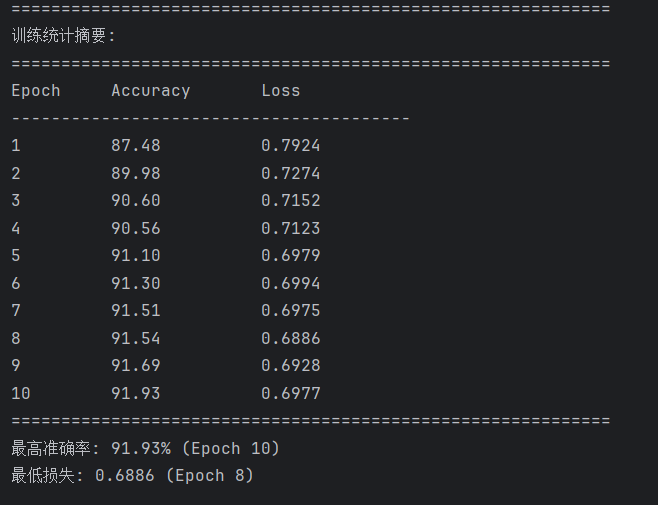 ============================================================
训练统计摘要:
============================================================
Epoch     Accuracy       Loss
----------------------------------------
1         87.48          0.7924
2         89.98          0.7274
3         90.60          0.7152
4         90.56          0.7123
5         91.10          0.6979
6         91.30          0.6994
7         91.51          0.6975
8         91.54          0.6886
9         91.69          0.6928
10        91.93          0.6977
============================================================
最高准确率: 91.93% (Epoch 10)
最低损失: 0.6886 (Epoch 8)